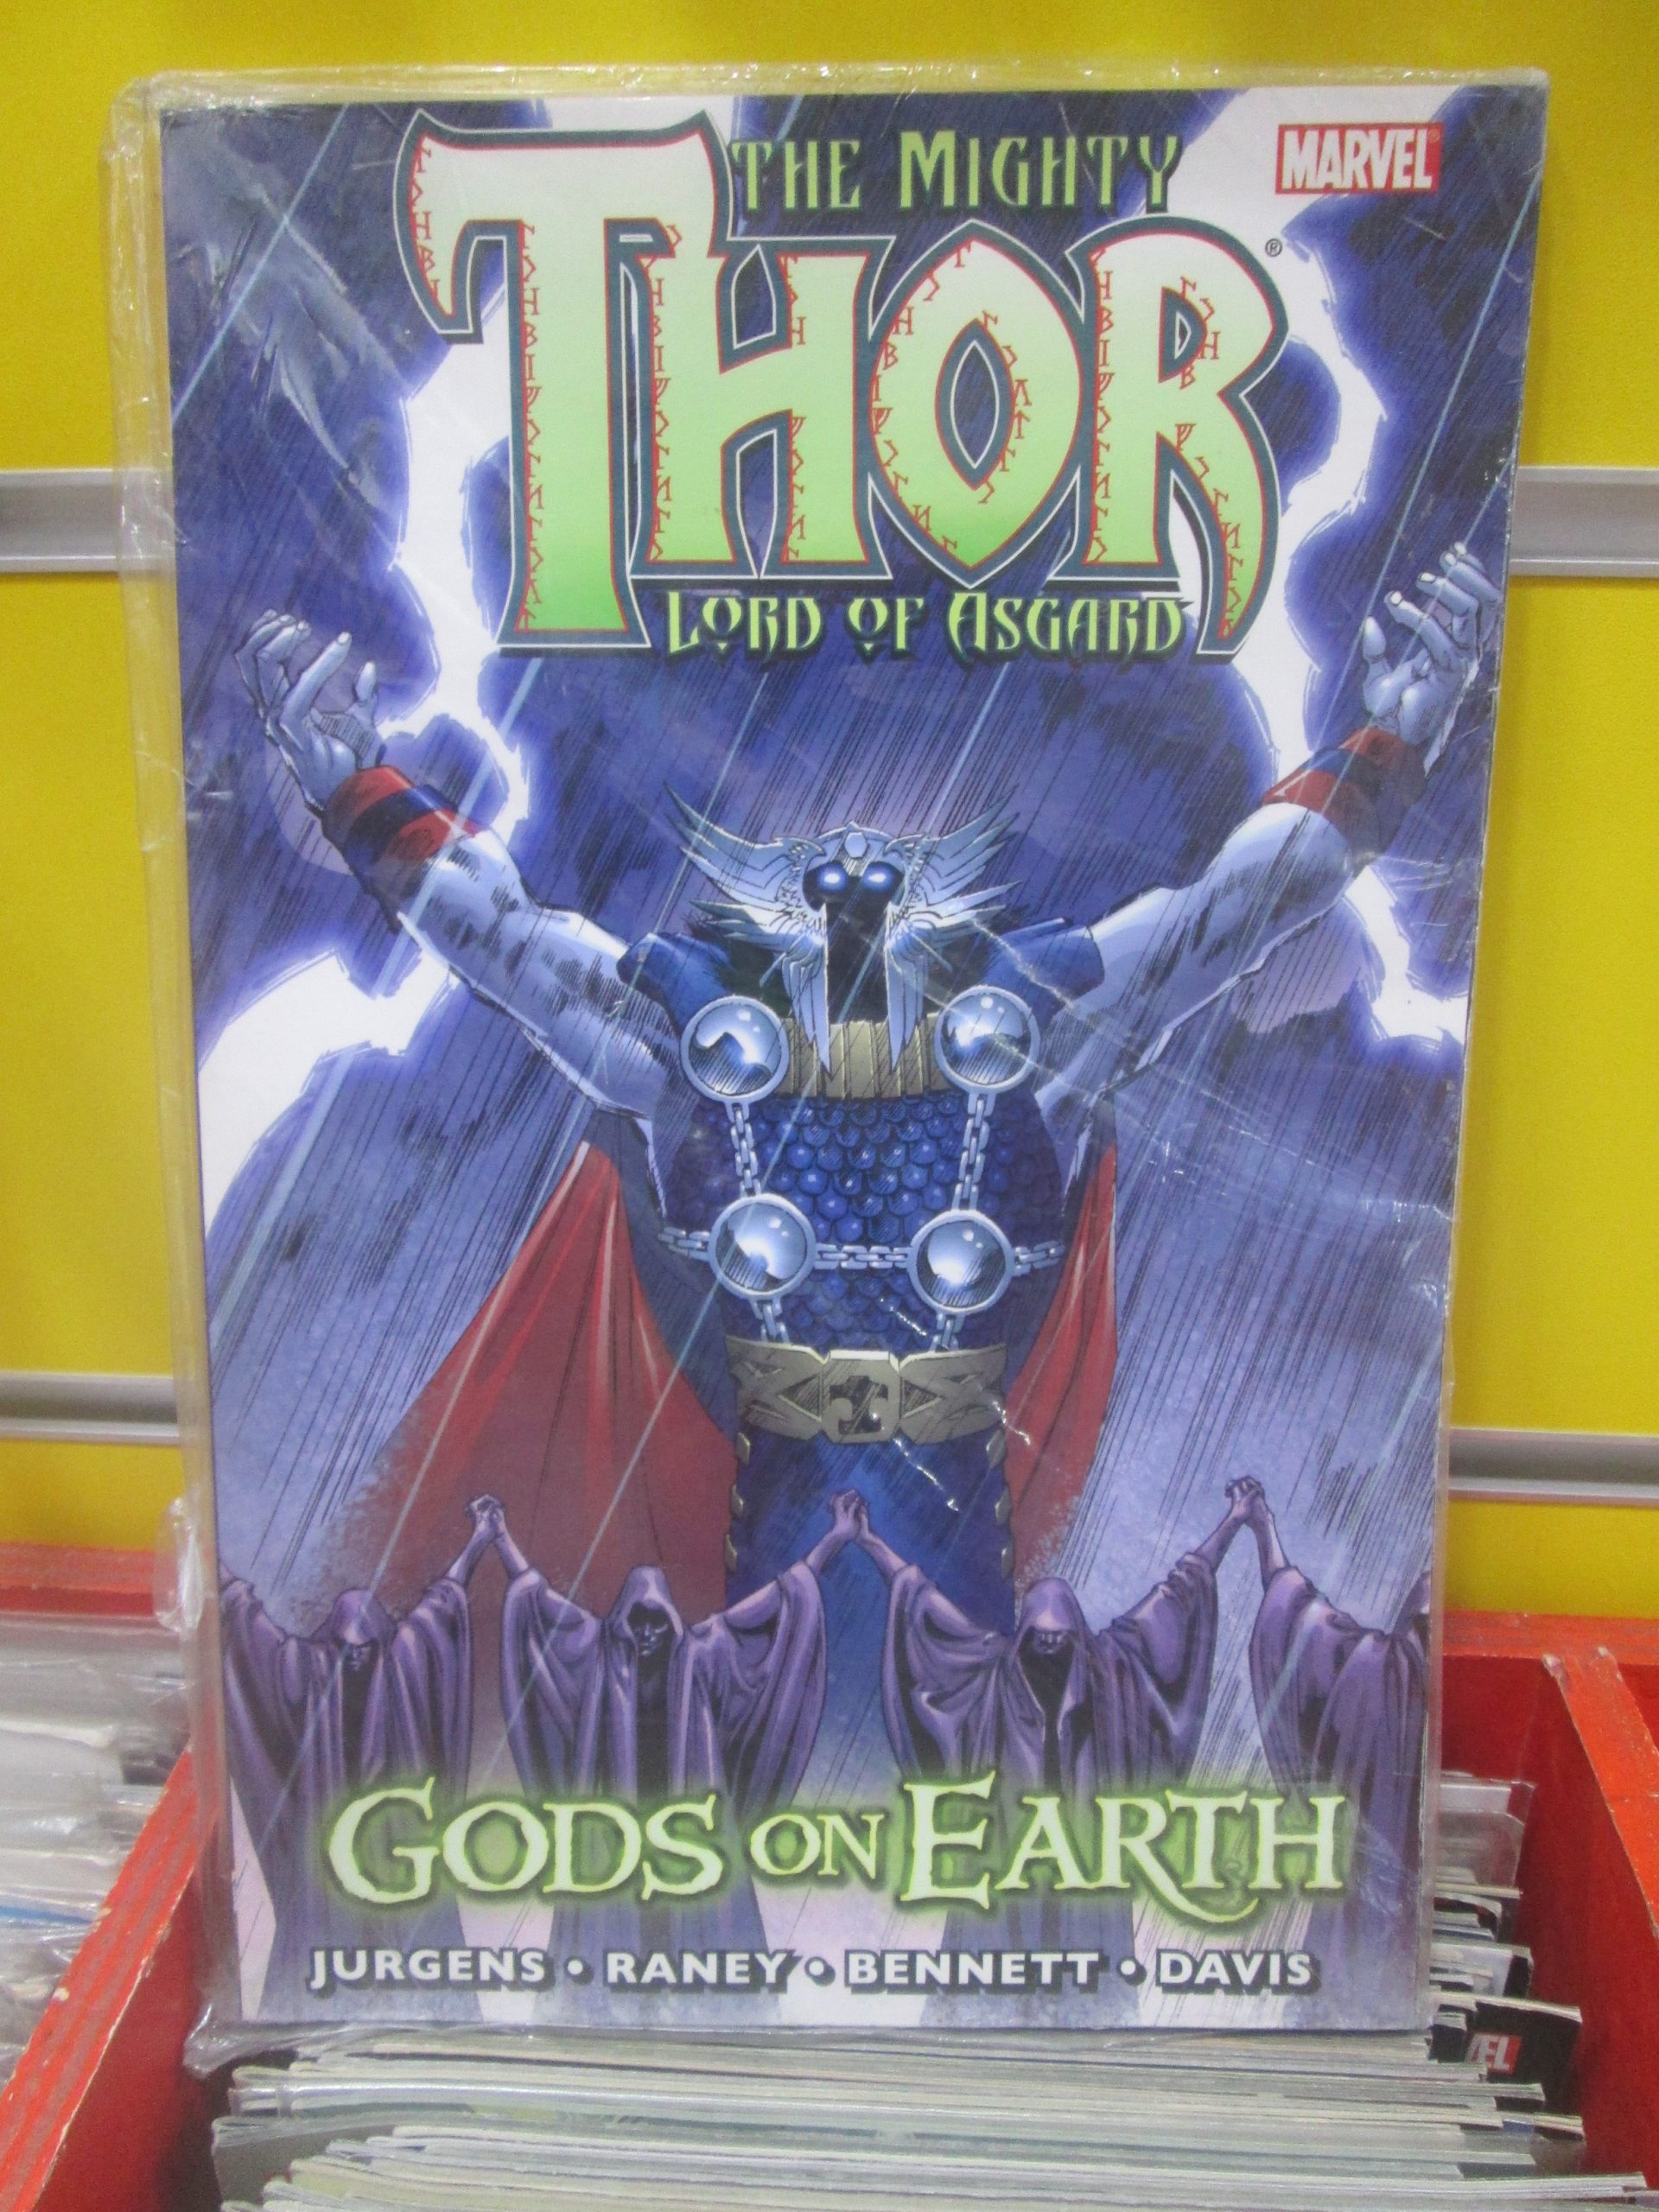 THE MIGHTY
MARVEL®
THOR®
LORD OF ASGARD
GODS ON EARTH
JURGENS • RANEY • BENNETT • DAVIS